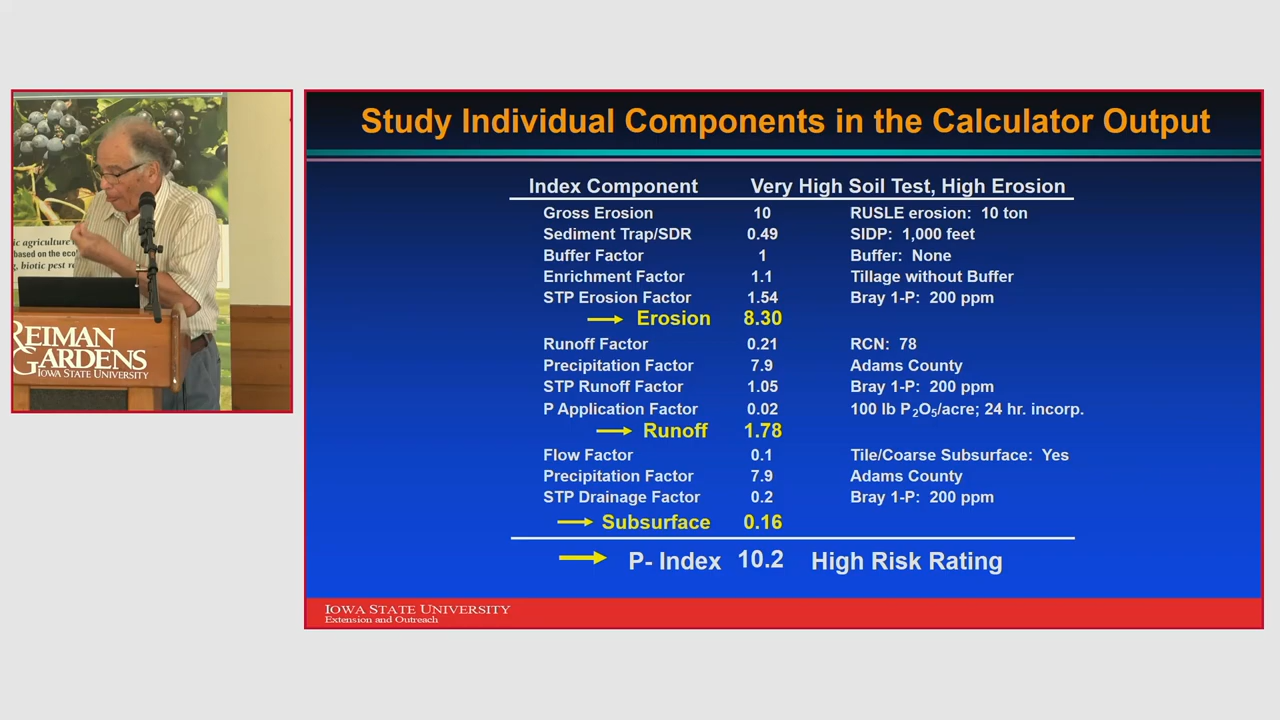 Study Individual Components in the Calculator Output
Index Component Very High Soil Test, High Erosion
Gross Erosion 10 RUSLE erosion: 10 ton
Sediment Trap/SDR 0.49 SIDP: 1,000 feet
Buffer Factor 1 Buffer: None
Enrichment Factor 1.1 Tillage without Buffer
STP Erosion Factor 1.54 Bray 1-P: 200 ppm
Erosion 8.30
Runoff Factor 0.21 RCN: 78
Precipitation Factor 7.9 Adams County
STP Runoff Factor 1.05 Bray 1-P: 200 ppm
P Application Factor 0.02 100 lb P2O5/acre; 24 hr. incorp.
Runoff 1.78
Flow Factor 0.1 Tile/Coarse Subsurface: Yes
Precipitation Factor 7.9 Adams County
STP Drainage Factor 0.2 Bray 1-P: 200 ppm
Subsurface 0.16
P- Index 10.2 High Risk Rating
IOWA STATE UNIVERSITY
Extension and Outreach
ic agriculture
based on the
, biotic pest
REIMAN
GARDENS
IOWA STATE UNIVERSITY